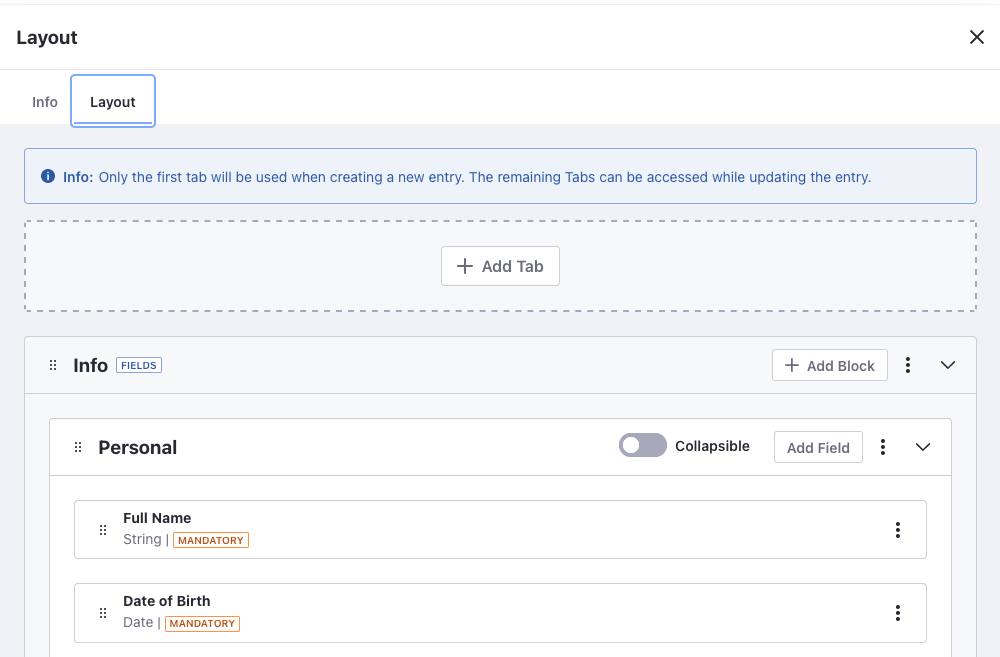 Layout
Info Layout
Info: Only the first tab will be used when creating a new entry. The remaining Tabs can be accessed while updating the entry.
Add Tab
Info FIELDS Add Block
Personal Collapsible Add Field
Full Name
String | MANDATORY
Date of Birth
Date | MANDATORY